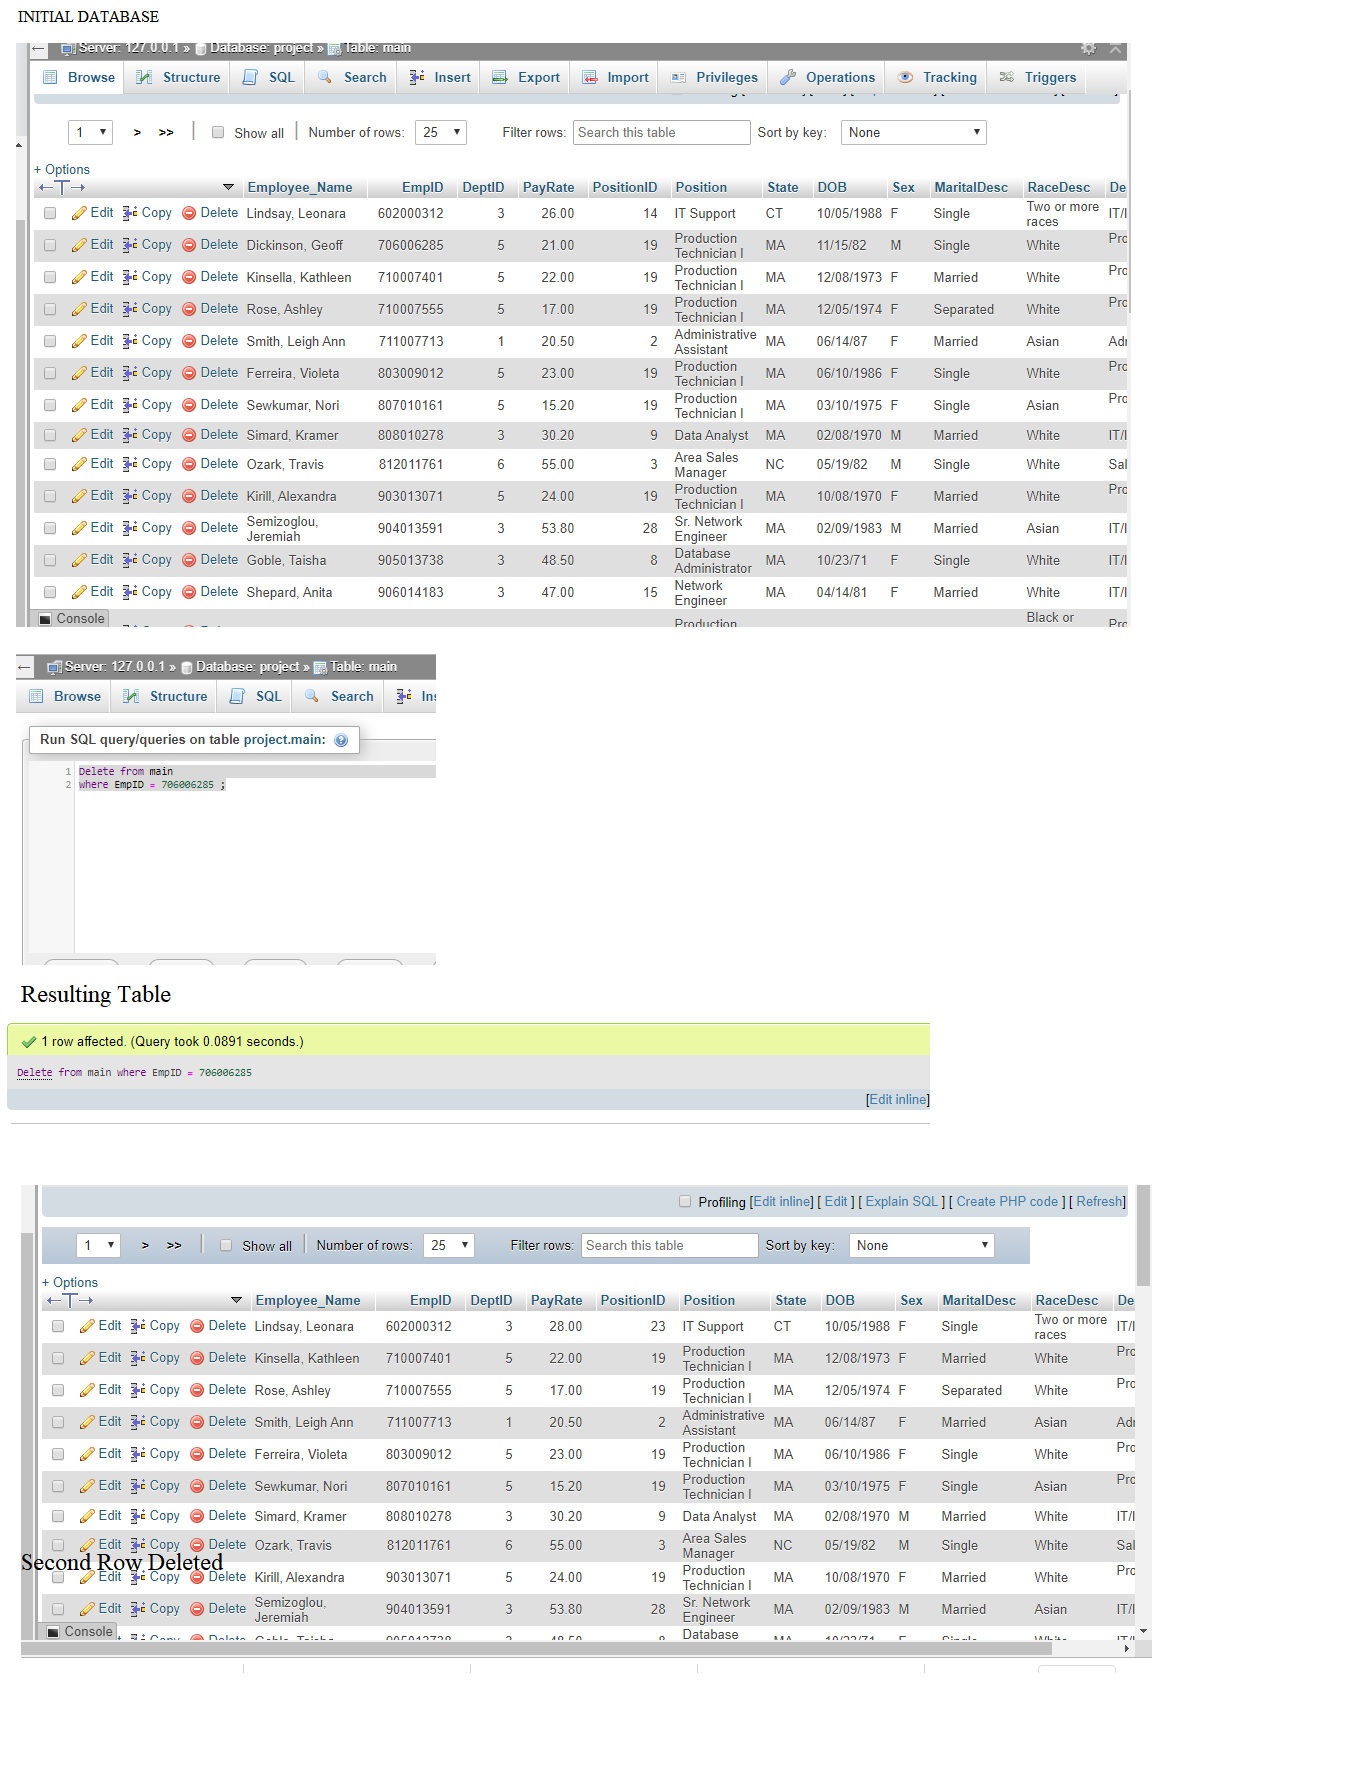 INITIAL DATABASE
Server: 127.0.0.1 » Database: project » Table: main
Browse Structure SQL Search Insert Export Import Privileges Operations Tracking Triggers
1 > >> Show all Number of rows: 25 Filter rows: Search this table Sort by key: None
+ Options
Employee_Name EmpID DeptID PayRate PositionID Position State DOB Sex MaritalDesc RaceDesc De
Edit Copy Delete Lindsay, Leonara 602000312 3 26.00 14 IT Support CT 10/05/1988 F Single Two or more races IT/I
Edit Copy Delete Dickinson, Geoff 706006285 5 21.00 19 Production Technician I MA 11/15/82 M Single White Pro
Edit Copy Delete Kinsella, Kathleen 710007401 5 22.00 19 Production Technician I MA 12/08/1973 F Married White Pro
Edit Copy Delete Rose, Ashley 710007555 5 17.00 19 Production Technician I MA 12/05/1974 F Separated White Pro
Edit Copy Delete Smith, Leigh Ann 711007713 1 20.50 2 Administrative Assistant MA 06/14/87 F Married Asian Adı
Edit Copy Delete Ferreira, Violeta 803009012 5 23.00 19 Production Technician I MA 06/10/1986 F Single White Pro
Edit Copy Delete Sewkumar, Nori 807010161 5 15.20 19 Production Technician I MA 03/10/1975 F Single Asian Pro
Edit Copy Delete Simard, Kramer 808010278 3 30.20 9 Data Analyst MA 02/08/1970 M Married White IT/I
Edit Copy Delete Ozark, Travis 812011761 6 55.00 3 Area Sales Manager NC 05/19/82 M Single White Sal
Edit Copy Delete Kirill, Alexandra 903013071 5 24.00 19 Production Technician I MA 10/08/1970 F Married White Pro
Edit Copy Delete Semizoglou, Jeremiah 904013591 3 53.80 28 Sr. Network Engineer MA 02/09/1983 M Married Asian IT/I
Edit Copy Delete Goble, Taisha 905013738 3 48.50 8 Database Administrator MA 10/23/71 F Single White IT/I
Edit Copy Delete Shepard, Anita 906014183 3 47.00 15 Network Engineer MA 04/14/81 F Married White IT/I
Console Production Black or Pro
Server: 127.0.0.1 » Database: project » Table: main
Browse Structure SQL Search Ins
Run SQL query/queries on table project.main:
1 Delete from main
2 where EmpID = 706006285 ;
Resulting Table
1 row affected. (Query took 0.0891 seconds.)
Delete from main where EmpID = 706006285
[Edit inline]
Profiling [Edit inline] [ Edit ] [ Explain SQL ] [ Create PHP code ] [ Refresh]
1 > >> Show all Number of rows: 25 Filter rows: Search this table Sort by key: None
+ Options
Employee_Name EmpID DeptID PayRate PositionID Position State DOB Sex MaritalDesc RaceDesc De
Edit Copy Delete Lindsay, Leonara 602000312 3 28.00 23 IT Support CT 10/05/1988 F Single Two or more races IT/I
Edit Copy Delete Kinsella, Kathleen 710007401 5 22.00 19 Production Technician I MA 12/08/1973 F Married White Pro
Edit Copy Delete Rose, Ashley 710007555 5 17.00 19 Production Technician I MA 12/05/1974 F Separated White Pro
Edit Copy Delete Smith, Leigh Ann 711007713 1 20.50 2 Administrative Assistant MA 06/14/87 F Married Asian Adı
Edit Copy Delete Ferreira, Violeta 803009012 5 23.00 19 Production Technician I MA 06/10/1986 F Single White Pro
Edit Copy Delete Sewkumar, Nori 807010161 5 15.20 19 Production Technician I MA 03/10/1975 F Single Asian Pro
Edit Copy Delete Simard, Kramer 808010278 3 30.20 9 Data Analyst MA 02/08/1970 M Married White IT/I
Edit Copy Delete Ozark, Travis 812011761 6 55.00 3 Area Sales Manager NC 05/19/82 M Single White Sal
Second Row Deleted
Edit Copy Delete Kirill, Alexandra 903013071 5 24.00 19 Production Technician I MA 10/08/1970 F Married White Pro
Edit Copy Delete Semizoglou, Jeremiah 904013591 3 53.80 28 Sr. Network Engineer MA 02/09/1983 M Married Asian IT/I
Console Database